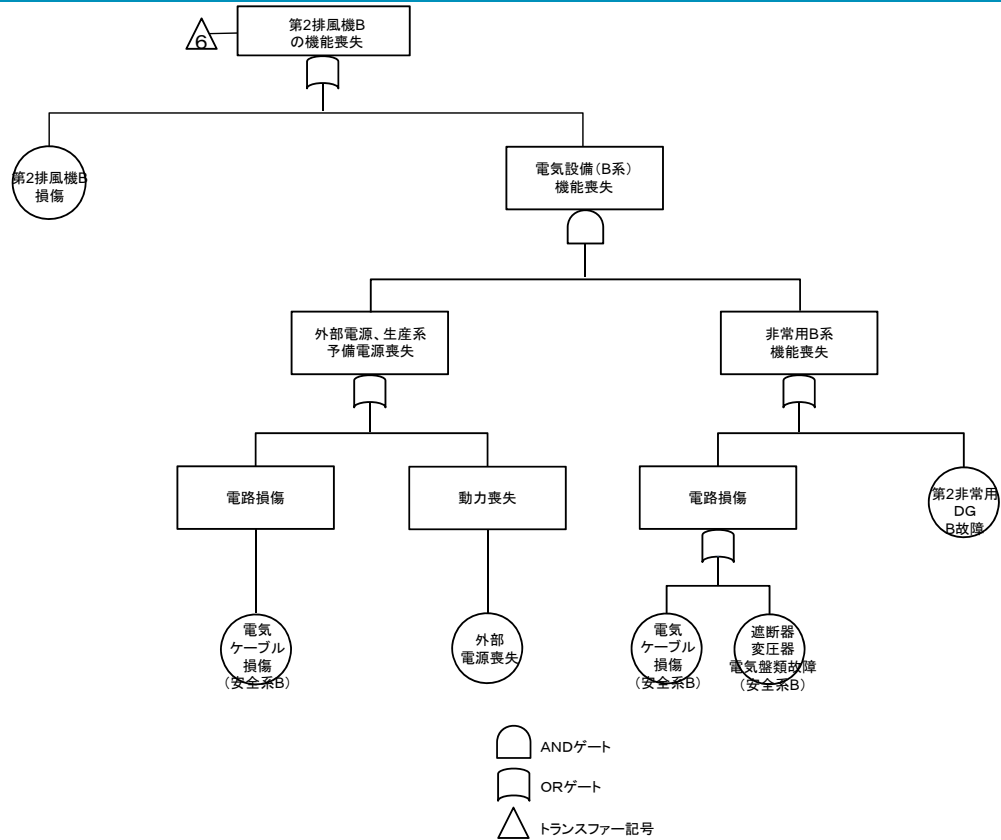 第2排風機B
の機能喪失
6
第2排風機B
損傷
電気設備(B系)
機能喪失
外部電源、生産系
予備電源喪失
非常用B系
機能喪失
電路損傷
動力喪失
電路損傷
第2非常用
DG
B故障
電気
ケーブル
損傷
(安全系B)
外部
電源喪失
電気
ケーブル
損傷
(安全系B)
遮断器
変圧器
電気盤類故障
(安全系B)
ANDゲート
ORゲート
トランスファー記号